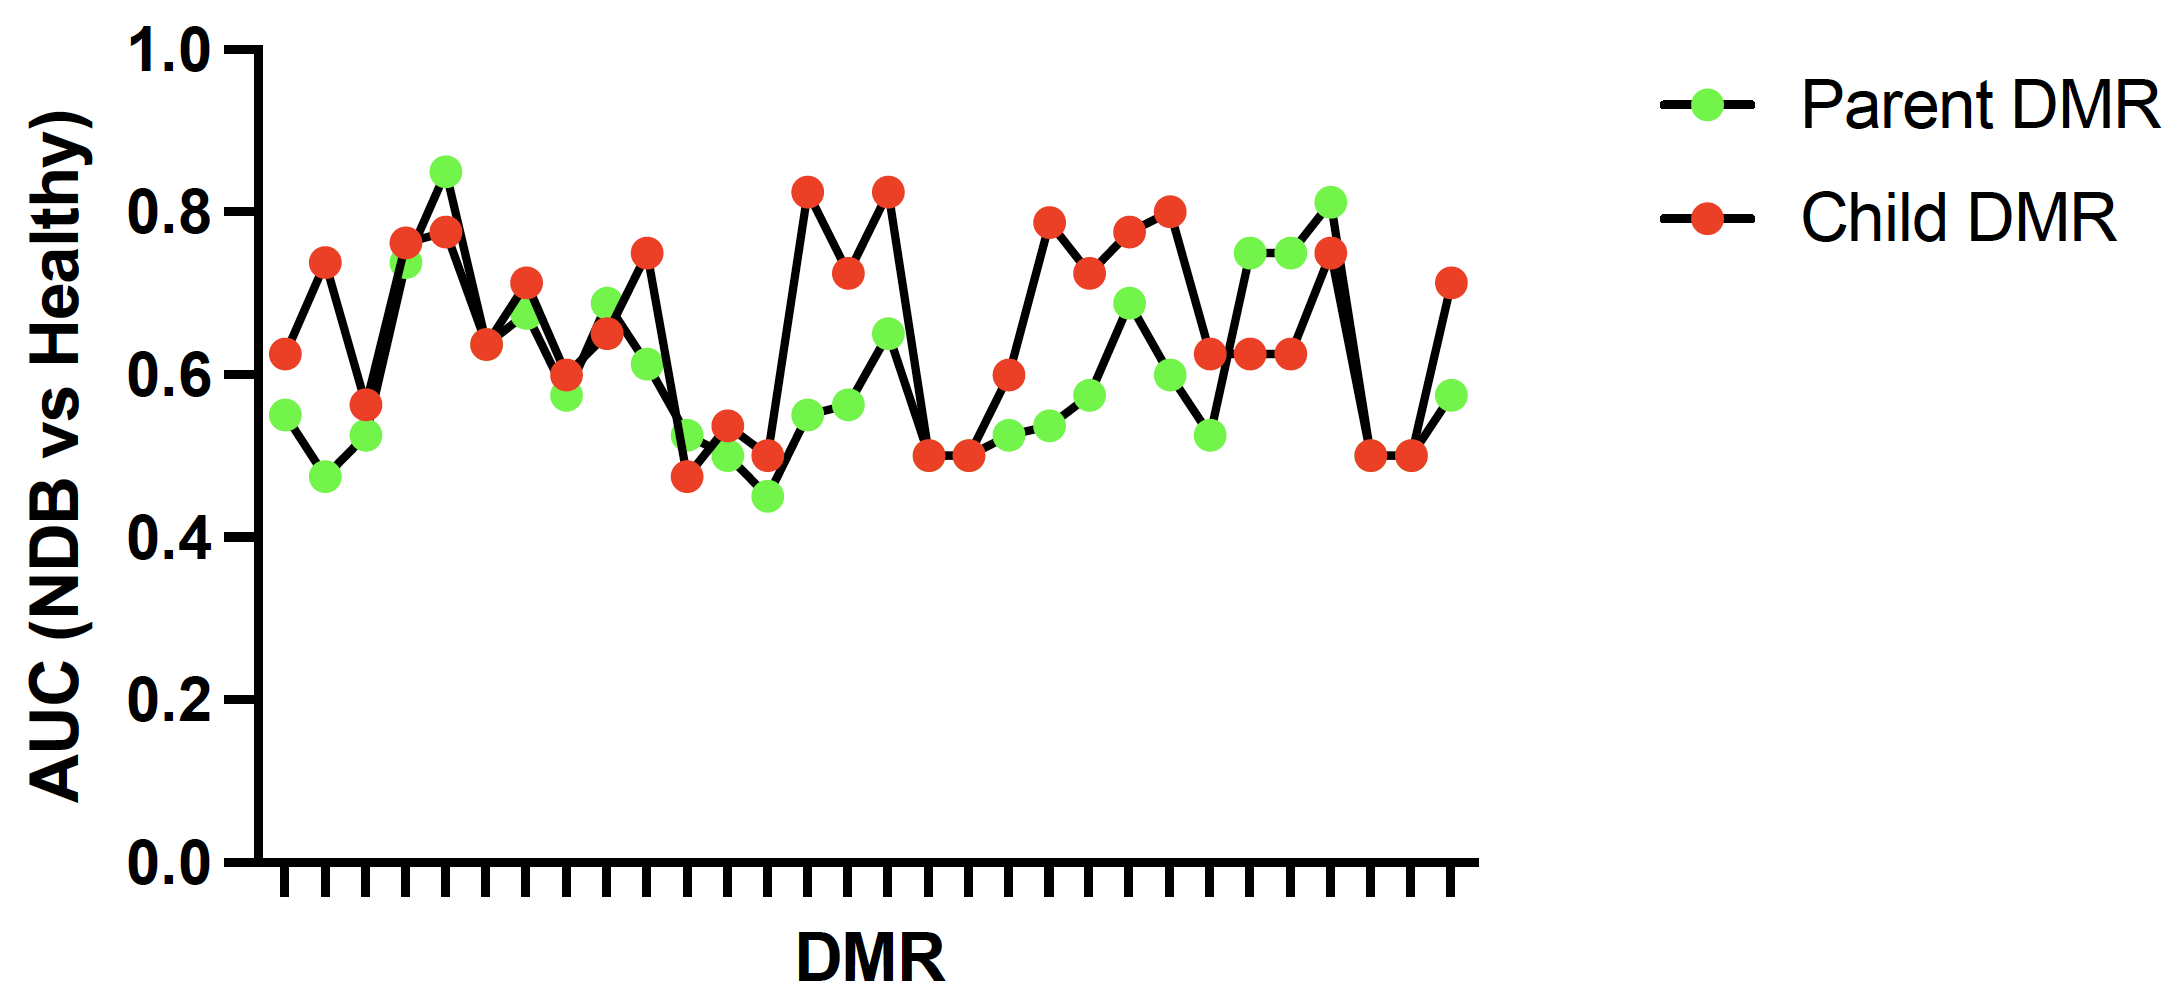 AUC (NDB vs Healthy)
1.0
0.8
0.6
0.4
0.2
0.0
DMR
Parent DMR
Child DMR